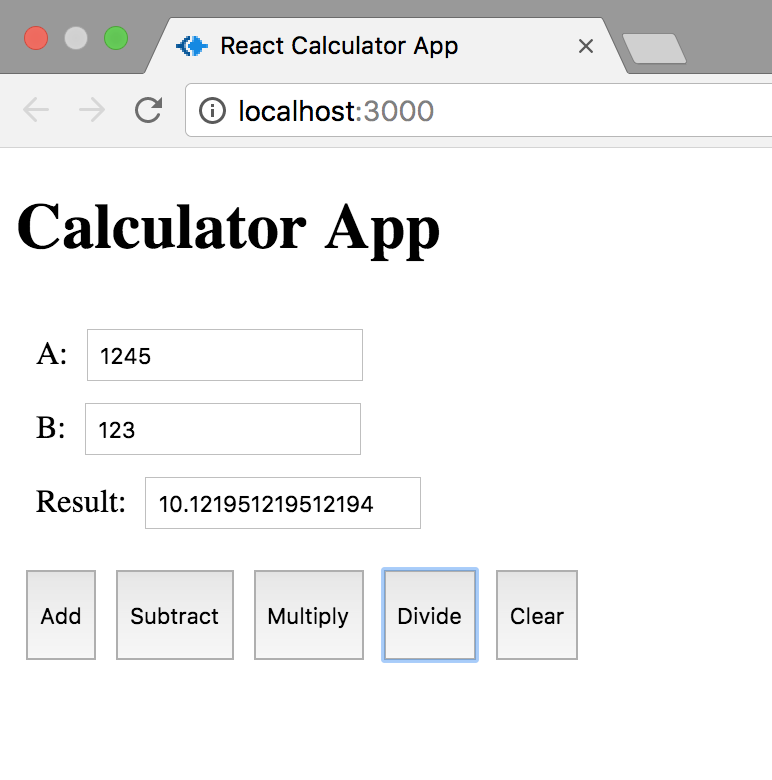 React Calculator App
localhost:3000
Calculator App
A: 1245
B: 123
Result: 10.121951219512194
Add Subtract Multiply Divide Clear